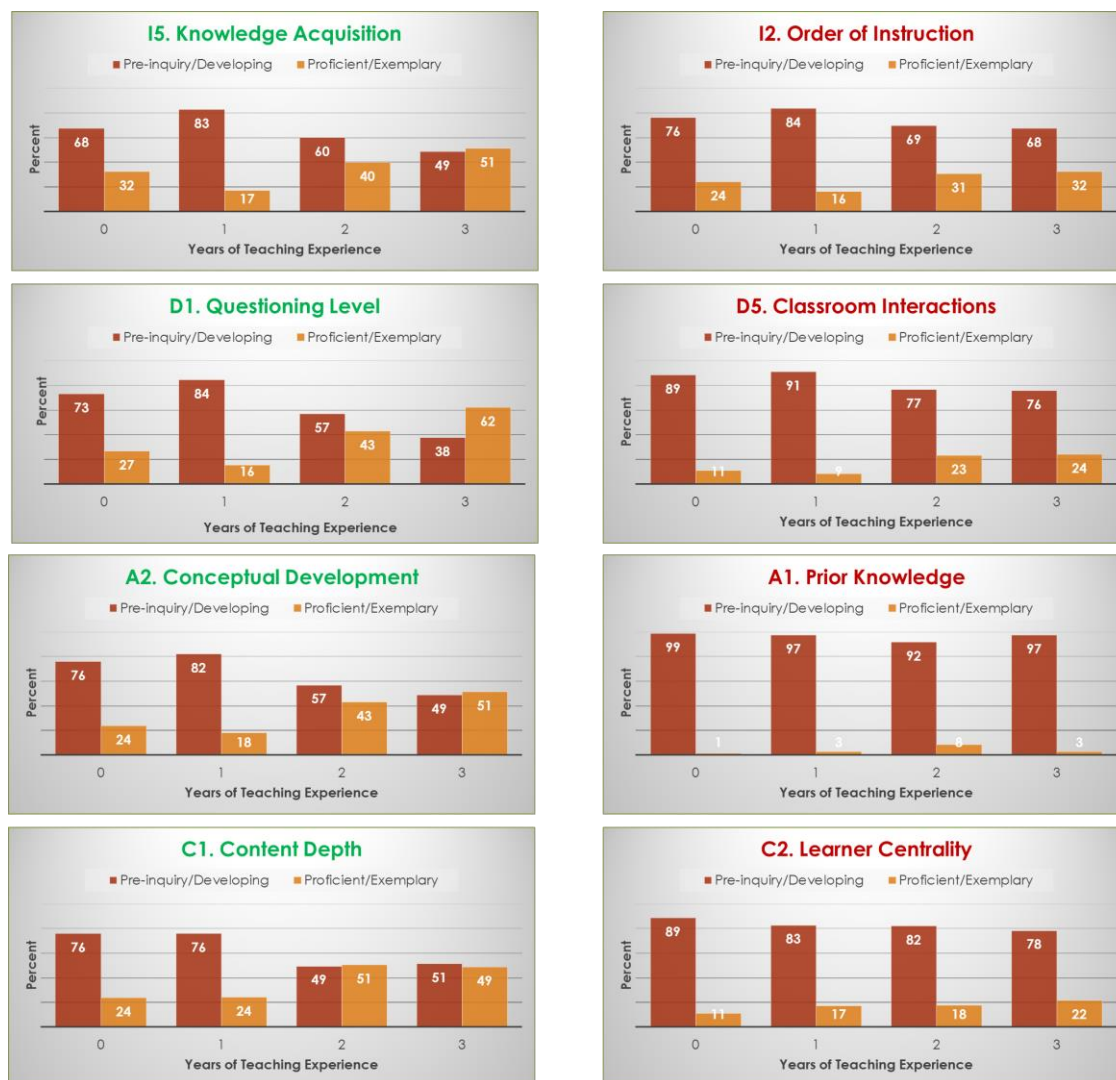 I5. Knowledge Acquisition
Pre-inquiry/Developing Proficient/Exemplary
Percent
68 32 83 17 60 40 49 51
0 1 2 3
Years of Teaching Experience
I2. Order of Instruction
Pre-inquiry/Developing Proficient/Exemplary
Percent
76 24 84 16 69 31 68 32
0 1 2 3
Years of Teaching Experience
D1. Questioning Level
Pre-inquiry/Developing Proficient/Exemplary
Percent
73 27 84 16 57 43 38 62
0 1 2 3
Years of Teaching Experience
D5. Classroom Interactions
Pre-inquiry/Developing Proficient/Exemplary
Percent
89 11 91 9 77 23 76 24
0 1 2 3
Years of Teaching Experience
A2. Conceptual Development
Pre-inquiry/Developing Proficient/Exemplary
Percent
76 24 82 18 57 43 49 51
0 1 2 3
Years of Teaching Experience
A1. Prior Knowledge
Pre-inquiry/Developing Proficient/Exemplary
Percent
99 1 97 3 92 8 97 3
0 1 2 3
Years of Teaching Experience
C1. Content Depth
Pre-inquiry/Developing Proficient/Exemplary
Percent
76 24 76 24 49 51 51 49
0 1 2 3
Years of Teaching Experience
C2. Learner Centrality
Pre-inquiry/Developing Proficient/Exemplary
Percent
89 11 83 17 82 18 78 22
0 1 2 3
Years of Teaching Experience